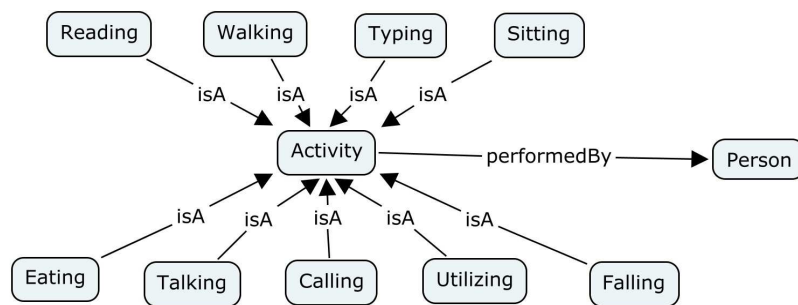 Reading Walking Typing Sitting
isA isA isA isA
Activity performedBy Person
isA isA isA isA isA
Eating Talking Calling Utilizing Falling